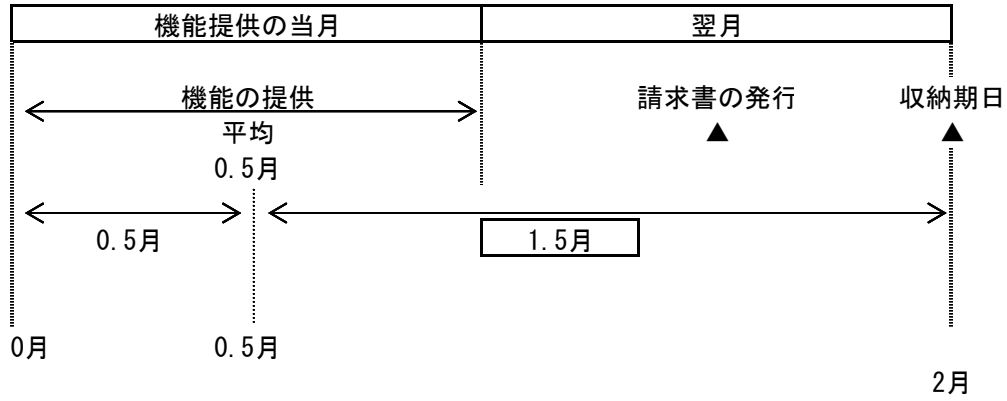 機能提供の当月 翌月
機能の提供 請求書の発行 収納期日
平均 ▲ ▲
0.5月
0.5月 1.5月
0月 0.5月
2月